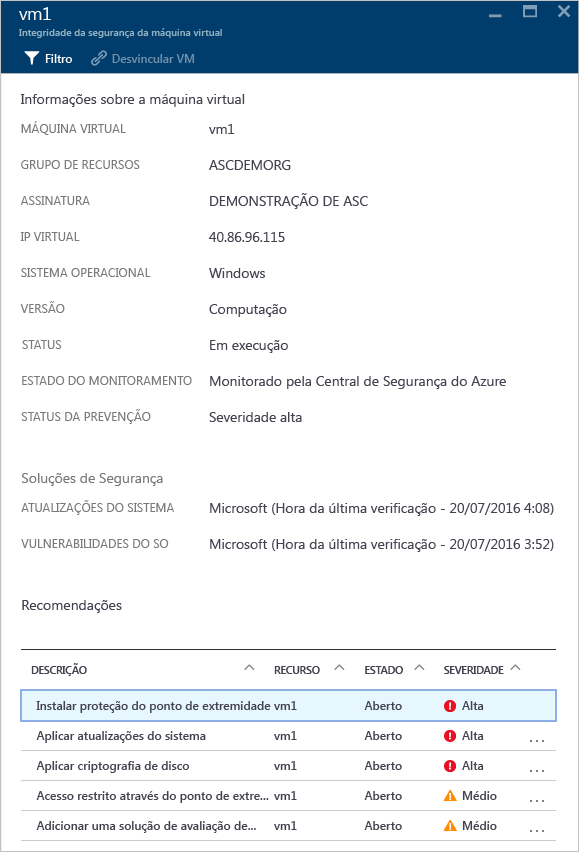 vm1
Integridade da segurança da máquina virtual
Filtro Desvincular VM
Informações sobre a máquina virtual
MÁQUINA VIRTUAL vm1
GRUPO DE RECURSOS ASCDEMORG
ASSINATURA DEMONSTRAÇÃO DE ASC
IP VIRTUAL 40.86.96.115
SISTEMA OPERACIONAL Windows
VERSÃO Computação
STATUS Em execução
ESTADO DO MONITORAMENTO Monitorado pela Central de Segurança do Azure
STATUS DA PREVENÇÃO Severidade alta
Soluções de Segurança
ATUALIZAÇÕES DO SISTEMA Microsoft (Hora da última verificação - 20/07/2016 4:08)
VULNERABILIDADES DO SO Microsoft (Hora da última verificação - 20/07/2016 3:52)
Recomendações
DESCRIÇÃO RECURSO ESTADO SEVERIDADE
Instalar proteção do ponto de extremidade vm1 Aberto Alta
Aplicar atualizações do sistema vm1 Aberto Alta ...
Aplicar criptografia de disco vm1 Aberto Alta ...
Acesso restrito através do ponto de extre... vm1 Aberto Médio ...
Adicionar uma solução de avaliação de... vm1 Aberto Médio ...